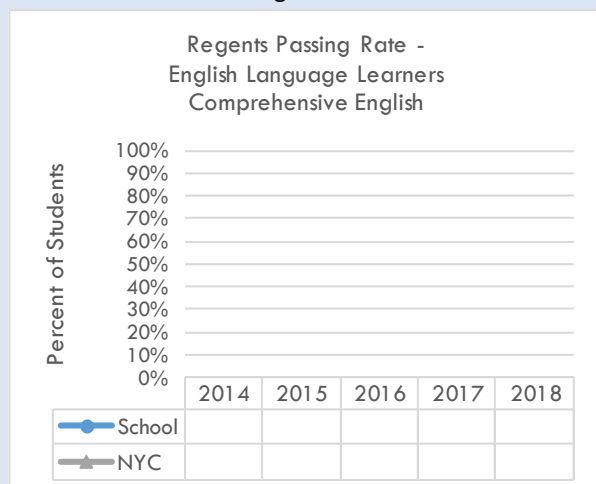 Regents Passing Rate -
English Language Learners
Comprehensive English
Percent of Students
100%
90%
80%
70%
60%
50%
40%
30%
20%
10%
0%
2014 2015 2016 2017 2018
School
NYC